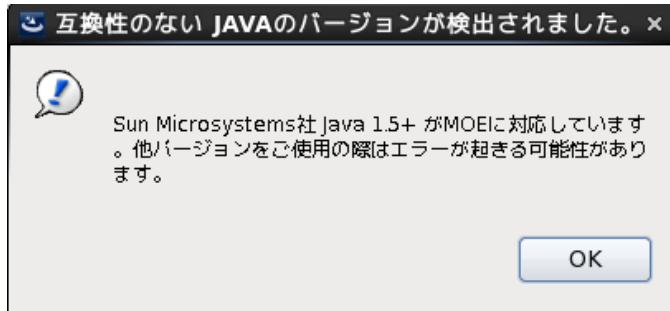 互換性のない JAVAのバージョンが検出されました。
Sun Microsystems社 Java 1.5+ がMOEに対応しています
。他バージョンをご使用の際はエラーが起きる可能性があり
ます。
OK